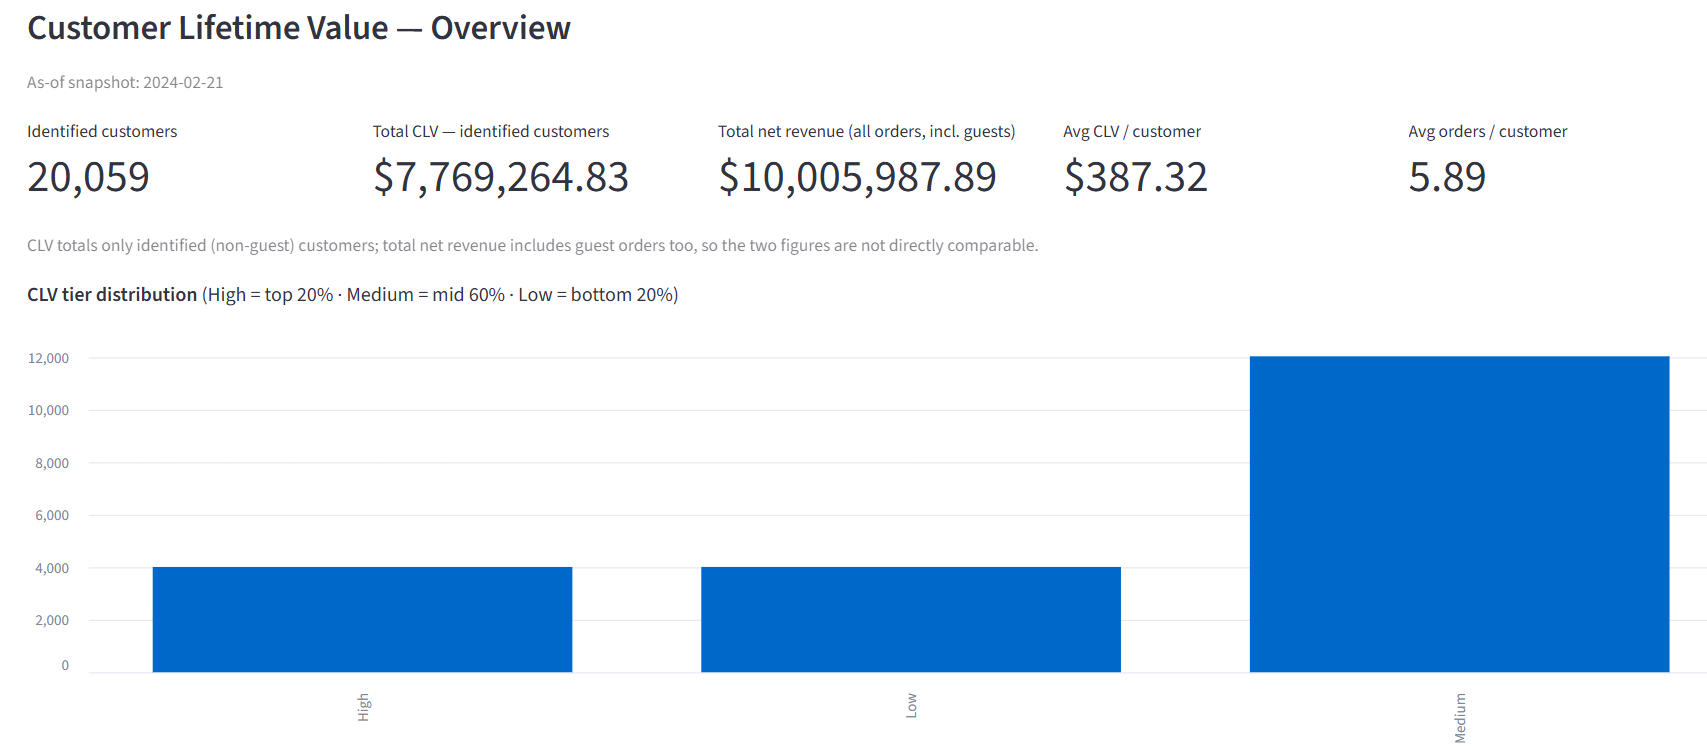 Customer Lifetime Value — Overview
As-of snapshot: 2024-02-21
Identified customers
20,059
Total CLV — identified customers
$7,769,264.83
Total net revenue (all orders, incl. guests)
$10,005,987.89
Avg CLV / customer
$387.32
Avg orders / customer
5.89
CLV totals only identified (non-guest) customers; total net revenue includes guest orders too, so the two figures are not directly comparable.
CLV tier distribution (High = top 20% · Medium = mid 60% · Low = bottom 20%)
12,000
10,000
8,000
6,000
4,000
2,000
0
High
Low
Medium